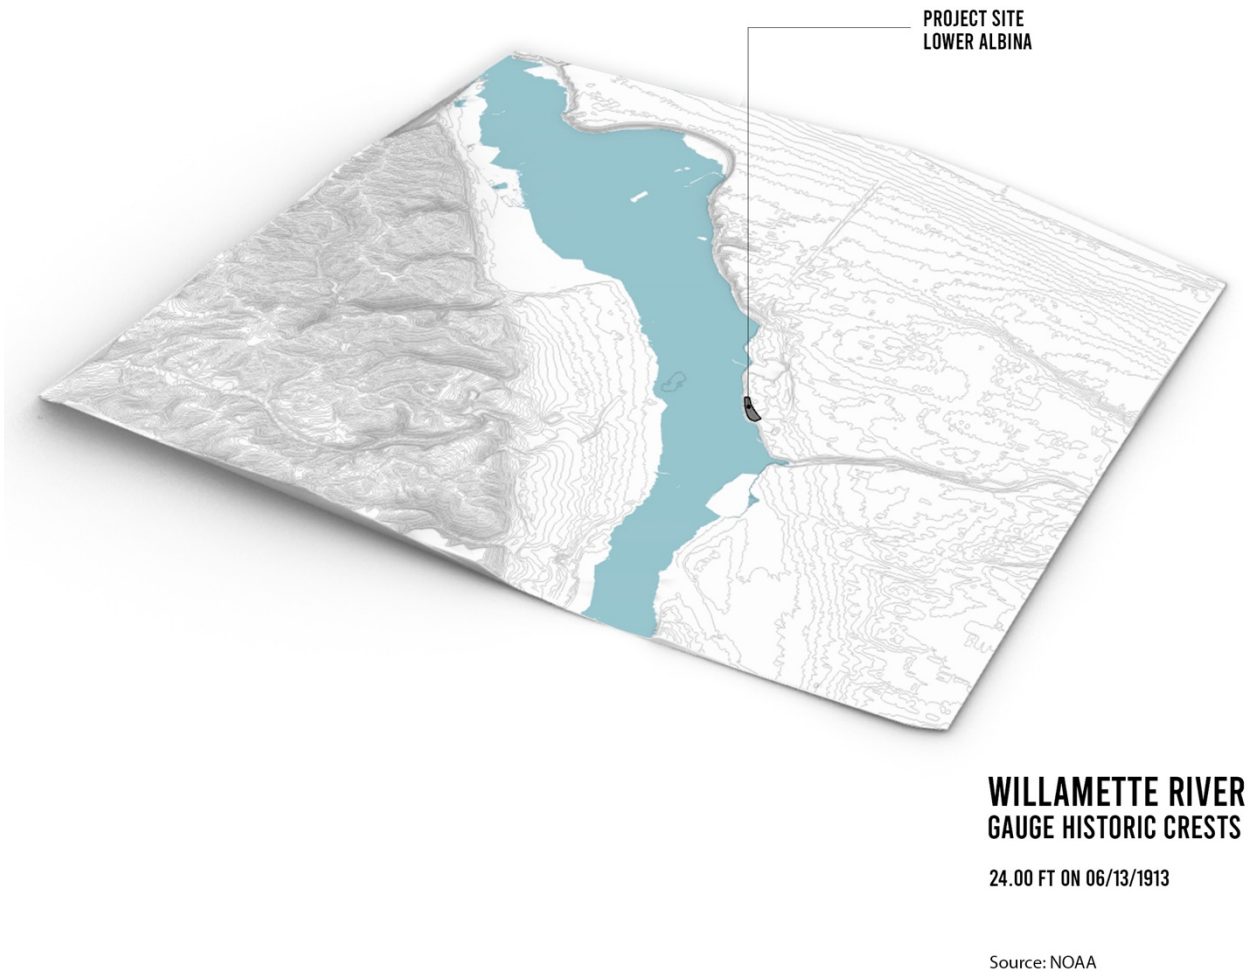 PROJECT SITE
LOWER ALBINA
WILLAMETTE RIVER
GAUGE HISTORIC CRESTS
24.00 FT ON 06/13/1913
Source: NOAA